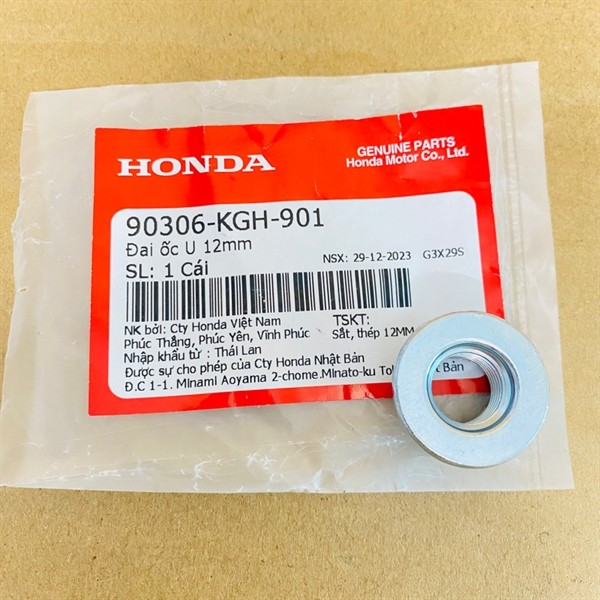 HONDA
GENUINE PARTS
Honda Motor Co., Ltd.
90306-KGH-901
Đai ốc U 12mm
SL: 1 Cái
NSX: 29-12-2023 G3X29S
NK bởi: Cty Honda Việt Nam
Phúc Thắng, Phúc Yên, Vĩnh Phúc
TSKT:
Sắt, thép 12MM
Nhập khẩu từ : Thái Lan
Được sự cho phép của Cty Honda Nhật Bản
Đ.C 1-1. Minami Aoyama 2-chome.Minato-ku Bản